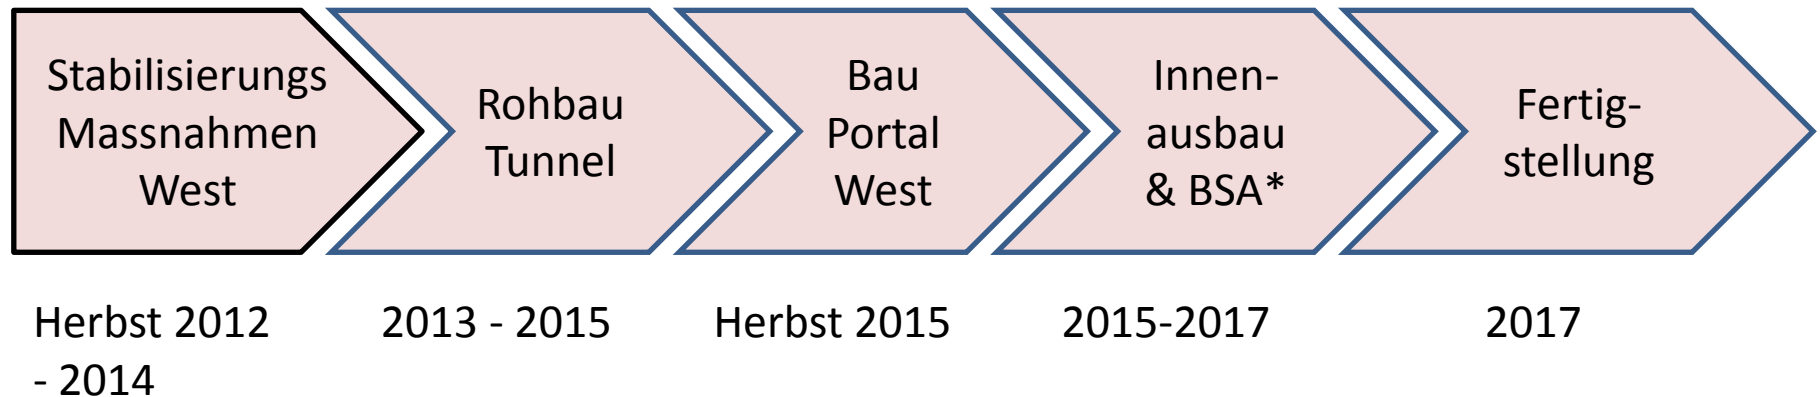 Stabilisierungs
Massnahmen
West
Rohbau
Tunnel
Bau
Portal
West
Innen-
ausbau
& BSA*
Fertig-
stellung
Herbst 2012
- 2014
2013 - 2015
Herbst 2015
2015-2017
2017